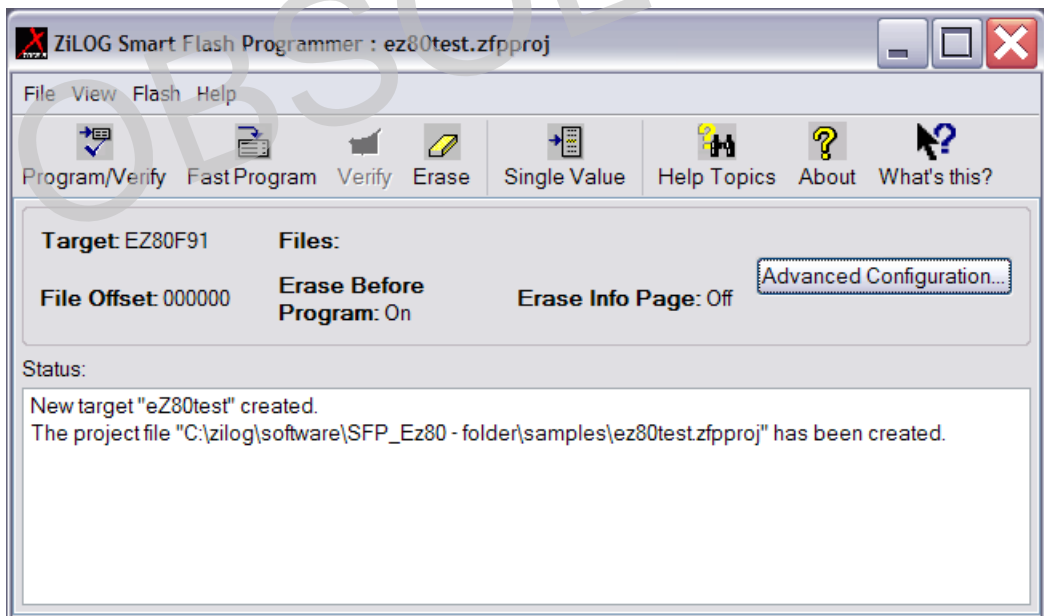 ZiLOG Smart Flash Programmer : ez80test.zfpproj
File View Flash Help
Program/Verify Fast Program Verify Erase Single Value Help Topics About What's this?
Target: EZ80F91 Files:
File Offset: 000000 Erase Before Program: On Erase Info Page: Off Advanced Configuration...
Status:
New target "eZ80test" created.
The project file "C:\zilog\software\SFP_Ez80 - folder\samples\ez80test.zfpproj" has been created.